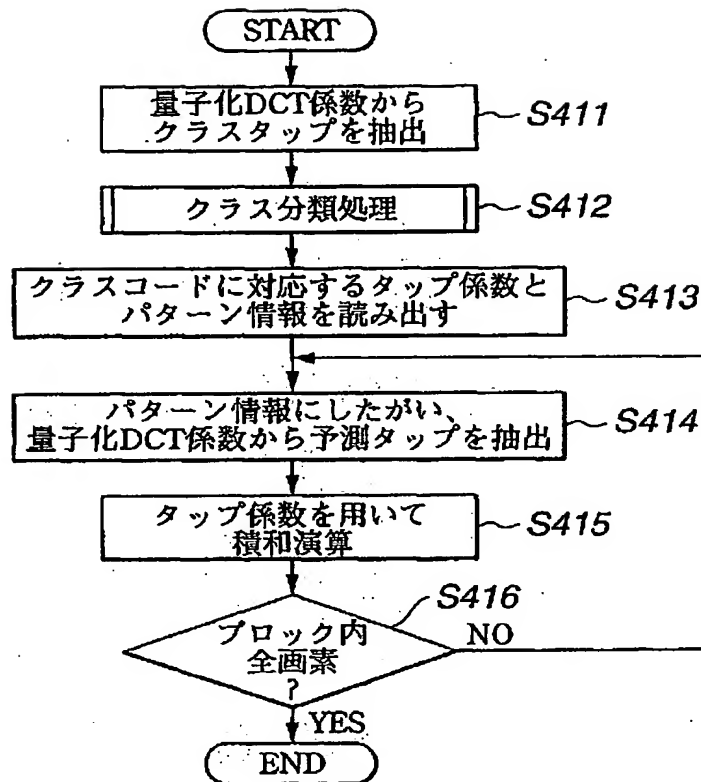 START
量子化DCT係数から
クラスタップを抽出
S411
クラス分類処理
S412
クラスコードに対応するタップ係数と
パターン情報を読み出す
S413
パターン情報にしたがい、
量子化DCT係数から予測タップを抽出
S414
タップ係数を用いて
積和演算
S415
S416
ブロック内
全画素
?
NO
YES
END